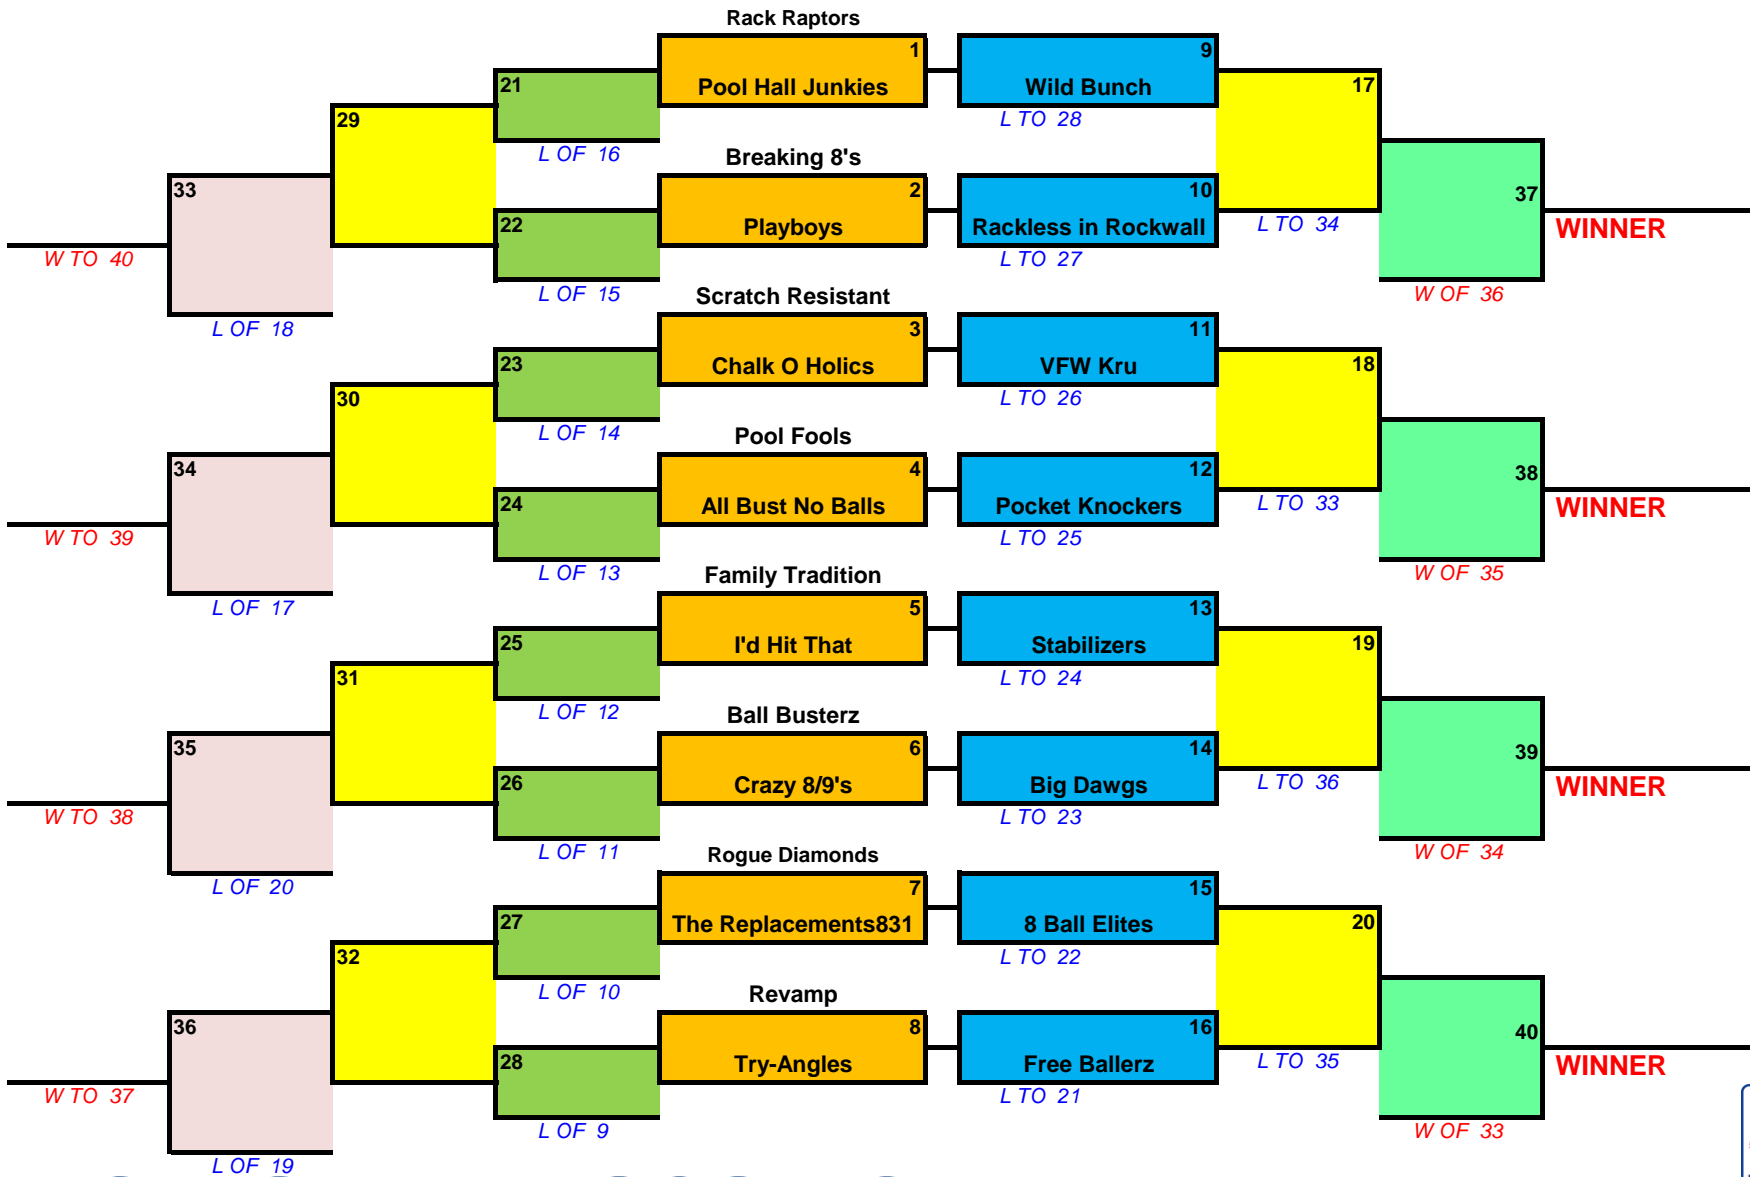 Rack Raptors
1
9
Pool Hall Junkies
Wild Bunch
21
17
L TO 28
29
L OF 16
Breaking 8's
33
2
10
37
22
Playboys
Rackless in Rockwall
L TO 34
WINNER
W TO 40
L TO 27
L OF 15
Scratch Resistant
W OF 36
L OF 18
3
11
23
Chalk O Holics
VFW Kru
18
30
L TO 26
L OF 14
Pool Fools
34
4
12
38
24
All Bust No Balls
Pocket Knockers
L TO 33
WINNER
W TO 39
L TO 25
L OF 13
Family Tradition
W OF 35
L OF 17
5
13
25
I'd Hit That
Stabilizers
19
31
L TO 24
L OF 12
Ball Busterz
35
6
14
39
26
Crazy 8/9's
Big Dawgs
L TO 36
WINNER
W TO 38
L TO 23
L OF 11
Rogue Diamonds
W OF 34
L OF 20
7
15
27
The Replacements831
8 Ball Elites
20
32
L TO 22
L OF 10
Revamp
36
8
16
40
28
Try-Angles
Free Ballerz
L TO 35
WINNER
W TO 37
L TO 21
L OF 9
W OF 33
L OF 19